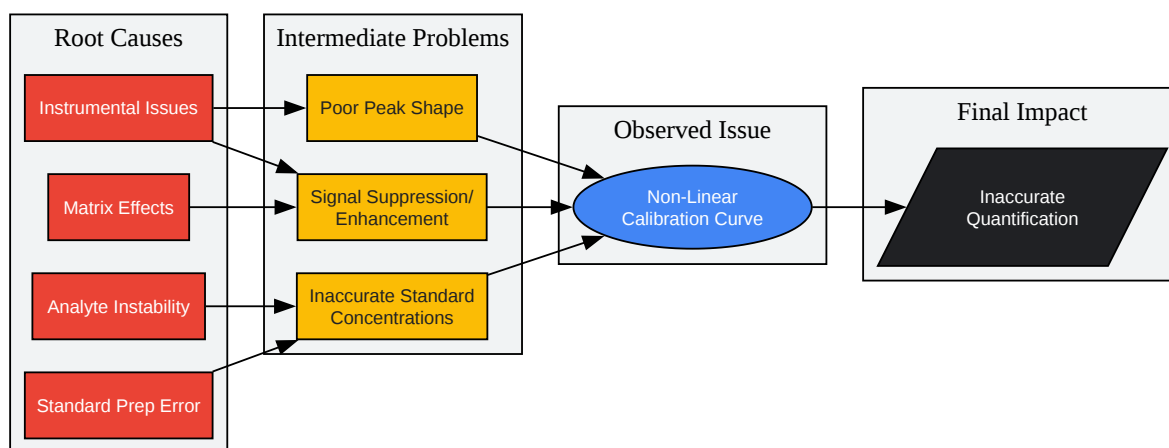 Root Causes
Instrumental Issues
Matrix Effects
Analyte Instability
Standard Prep Error
Intermediate Problems
Poor Peak Shape
Signal Suppression/
Enhancement
Inaccurate Standard
Concentrations
Observed Issue
Non-Linear
Calibration Curve
Final Impact
Inaccurate
Quantification